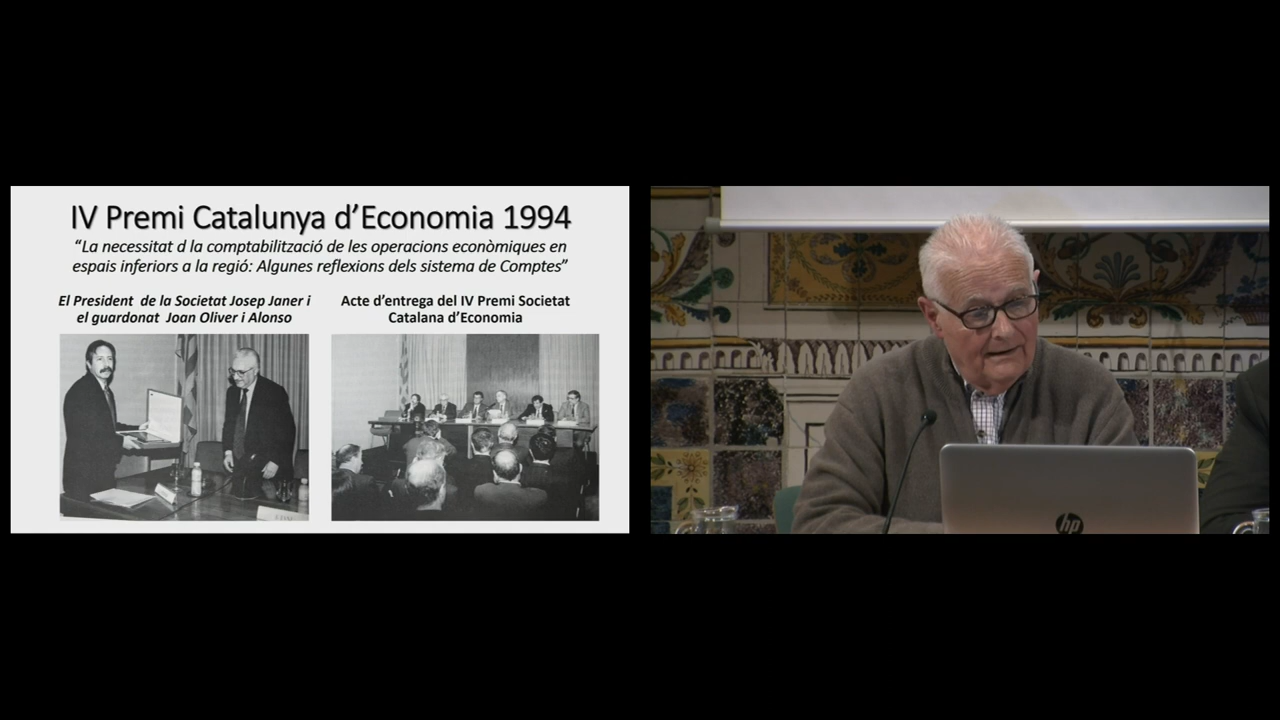 IV Premi Catalunya d’Economia 1994
“La necessitat d la comptabilització de les operacions econòmiques en
espais inferiors a la regió: Algunes reflexions dels sistema de Comptes”
El President de la Societat Josep Janer i
el guardonat Joan Oliver i Alonso
Acte d’entrega del IV Premi Societat
Catalana d’Economia
hp